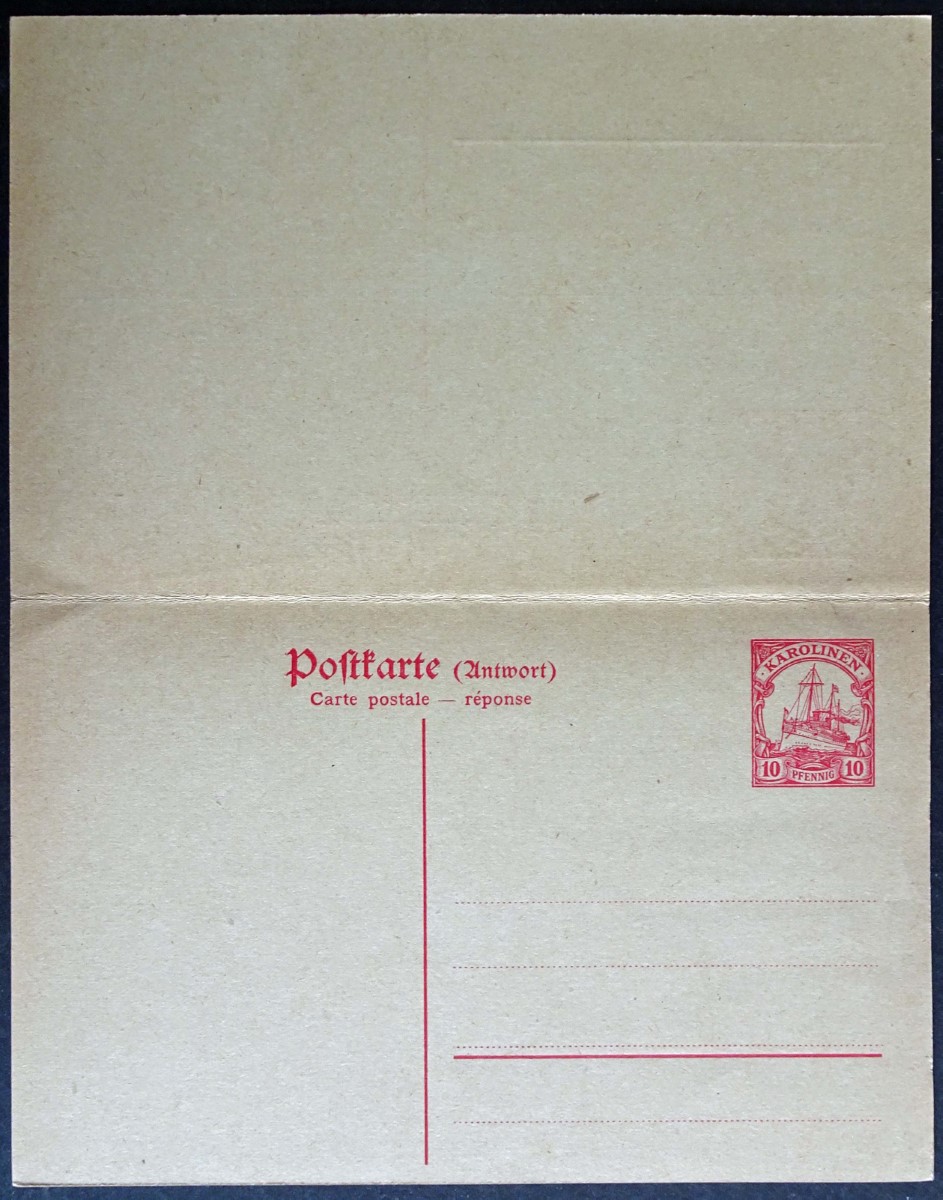 Poſtkarte (Antwort)
Carte postale — réponse
KAROLINEN
10 PFENNIG 10